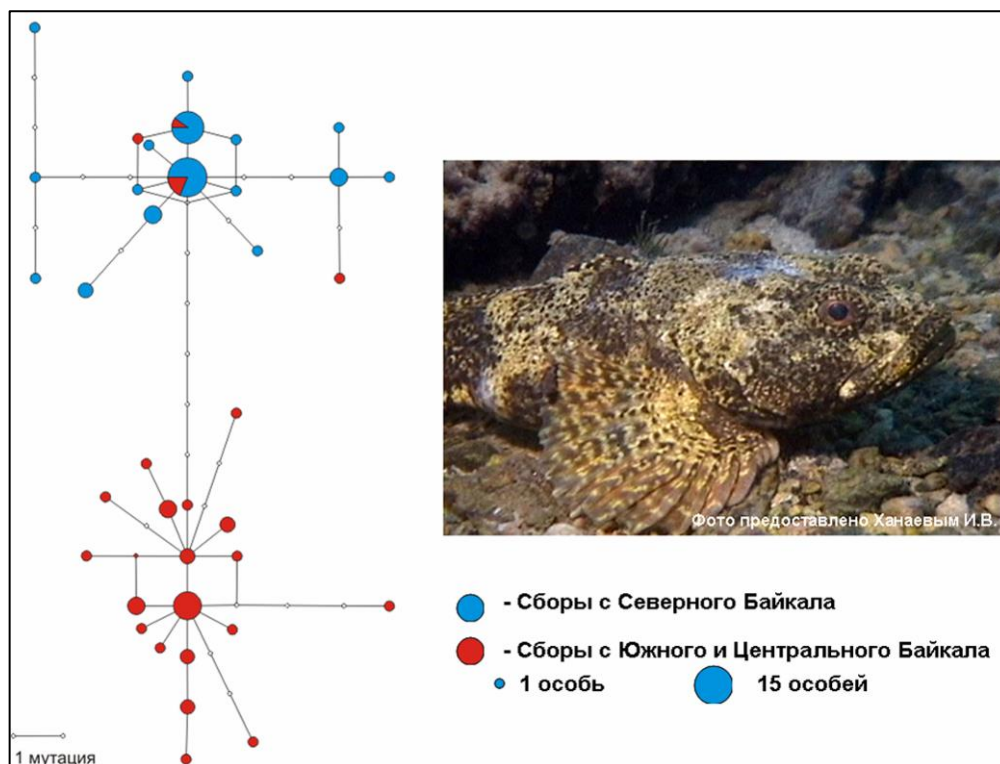 Фото предоставлено Ханаевым И.В.
- Сборы с Северного Байкала
- Сборы с Южного и Центрального Байкала
1 особь 15 особей
1 мутация